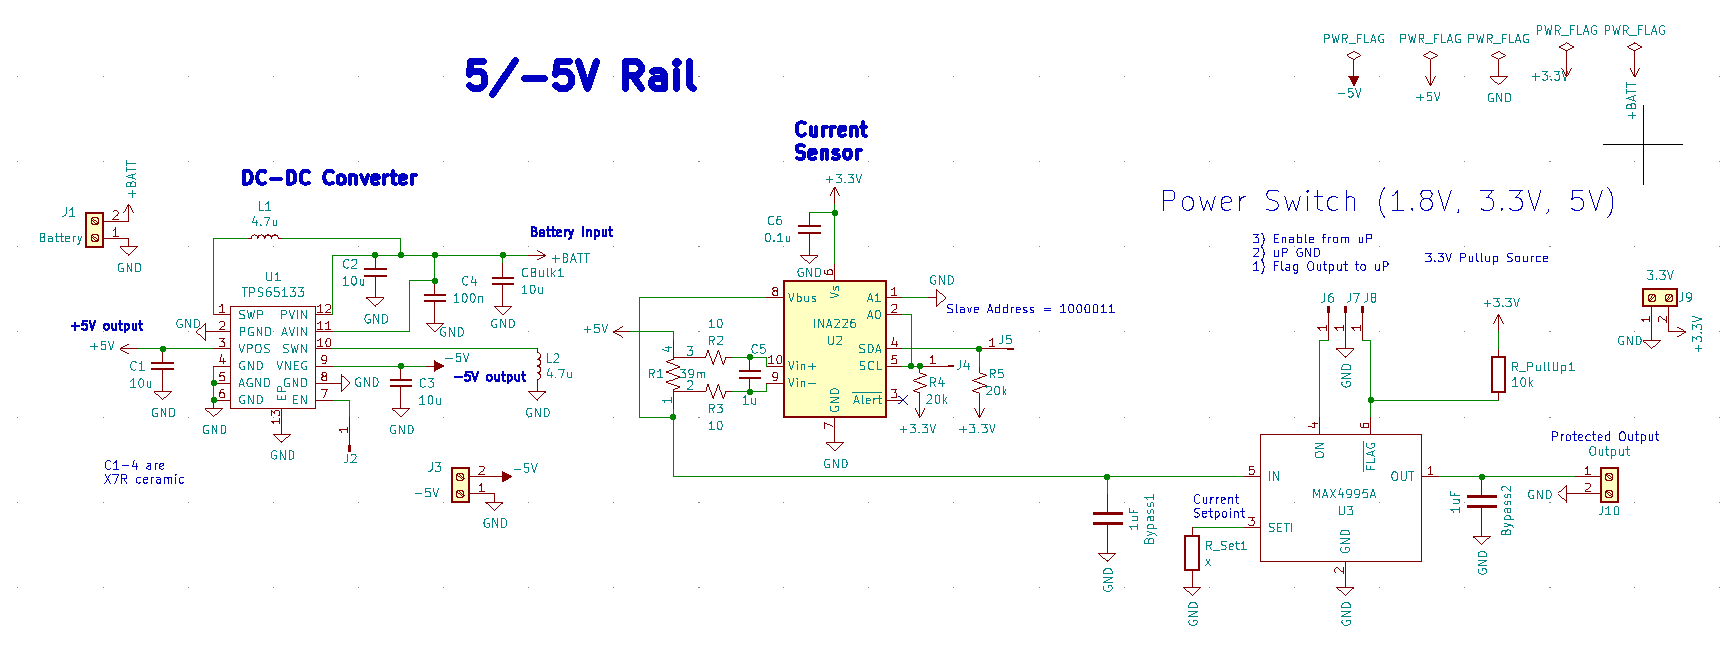 5/-5V Rail
PWR_FLAG
-5V
PWR_FLAG
+5V
PWR_FLAG
GND
PWR_FLAG
+3.3V
PWR_FLAG
+BATT
Current
Sensor
DC-DC Converter
J1
Battery
2
1
+BATT
GND
L1
4.7u
Battery Input
+BATT
C2
10u
GND
C4
100n
GND
CBulk1
10u
GND
U1
TPS65133
1
2
3
4
5
6
SWP
PGND
VPOS
GND
AGND
GND
PVIN
AVIN
SWN
VNEG
GND
EN
EP
12
11
10
9
8
7
13
GND
+5V output
+5V
C1
10u
GND
GND
GND
GND
1
J2
-5V
-5V output
C3
10u
GND
L2
4.7u
GND
C1-4 are
X7R ceramic
J3
-5V
2
1
-5V
GND
+3.3V
C6
0.1u
GND
6
Vs
8
Vbus
INA226
U2
10
Vin+
9
Vin-
GND
7
GND
A1
A0
SDA
SCL
Alert
1
2
4
5
3
GND
Slave Address = 1000011
+5V
R1
39m
4
3
2
1
10
R2
R3
10
C5
1u
1
J5
1
J4
R4
20k
+3.3V
R5
20k
+3.3V
Power Switch (1.8V, 3.3V, 5V)
3) Enable from uP
2) uP GND
1) Flag Output to uP
3.3V Pullup Source
J6
J7
J8
1
1
1
GND
+3.3V
R_PullUp1
10k
3.3V
J9
1
2
GND
+3.3V
4
6
ON
FLAG
5
IN
3
SETI
MAX4995A
U3
GND
2
GND
OUT
1
Current
Setpoint
R_Set1
x
GND
1uF
Bypass1
GND
1uF
Bypass2
GND
Protected Output
Output
1
2
GND
J10